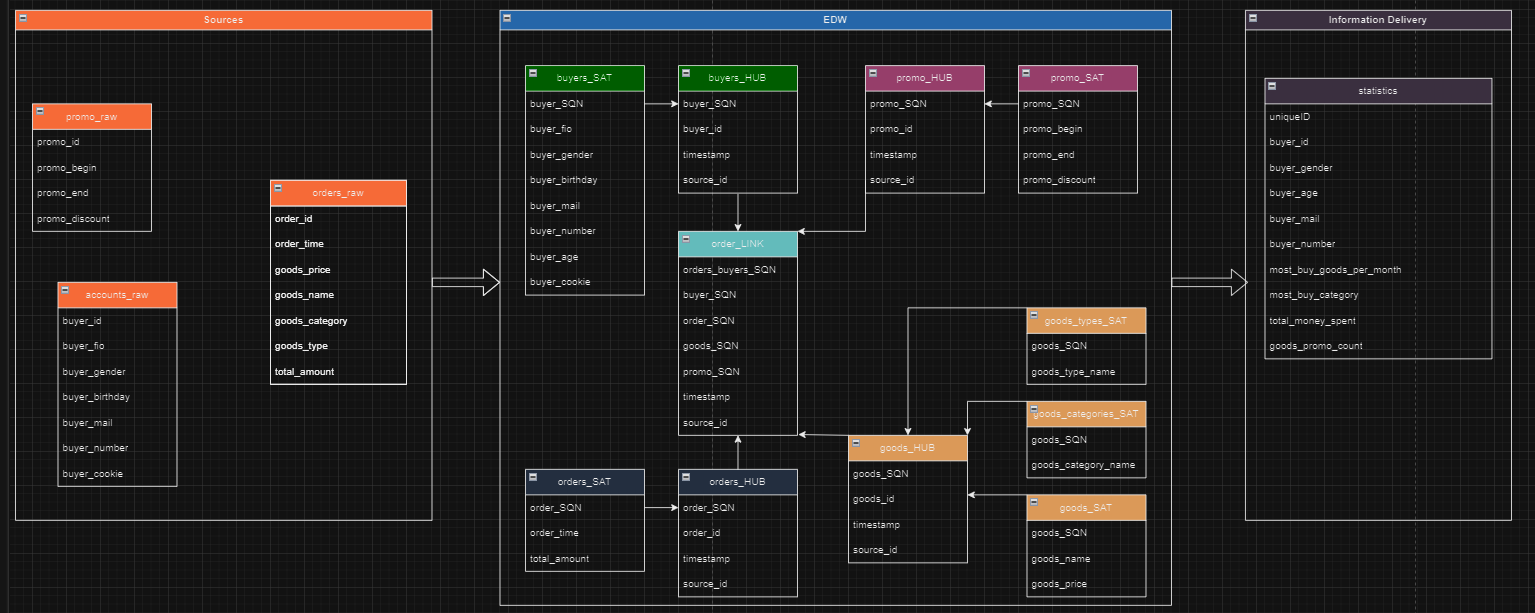 Sources
promo_raw
promo_id
promo_begin
promo_end
promo_discount
orders_raw
order_id
order_time
goods_price
goods_name
goods_category
goods_type
total_amount
accounts_raw
buyer_id
buyer_fio
buyer_gender
buyer_birthday
buyer_mail
buyer_number
buyer_cookie
EDW
buyers_SAT
buyer_SQN
buyer_fio
buyer_gender
buyer_birthday
buyer_mail
buyer_number
buyer_age
buyer_cookie
buyers_HUB
buyer_SQN
buyer_id
timestamp
source_id
promo_HUB
promo_SQN
promo_id
timestamp
source_id
promo_SAT
promo_SQN
promo_begin
promo_end
promo_discount
order_LINK
orders_buyers_SQN
buyer_SQN
order_SQN
goods_SQN
promo_SQN
timestamp
source_id
goods_types_SAT
goods_SQN
goods_type_name
goods_categories_SAT
goods_SQN
goods_category_name
goods_HUB
goods_SQN
goods_id
timestamp
source_id
goods_SAT
goods_SQN
goods_name
goods_price
orders_SAT
order_SQN
order_time
total_amount
orders_HUB
order_SQN
order_id
timestamp
source_id
Information Delivery
statistics
uniqueID
buyer_id
buyer_gender
buyer_age
buyer_mail
buyer_number
most_buy_goods_per_month
most_buy_category
total_money_spent
goods_promo_count